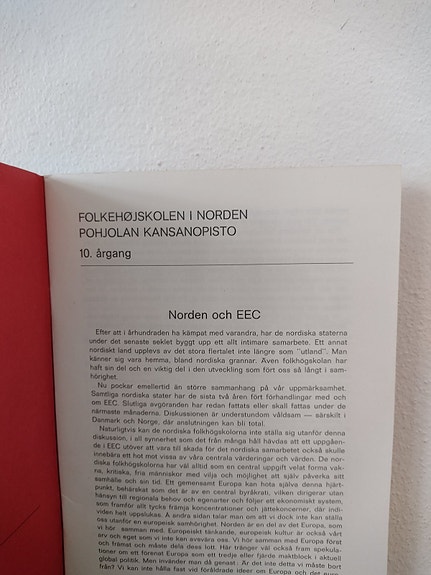 FOLKEHØJSKOLEN I NORDEN
POHJOLAN KANSANOPISTO
10. årgang
Norden och EEC
Efter att i århundraden ha kämpat med varandra, har de nordiska staterna
under det senaste seklet byggt upp ett allt intimare samarbete. Ett annat
nordiskt land upplevs av det stora flertalet inte längre som "utland". Man
känner sig vara hemma, bland nordiska grannar. Även folkhögskolan har
haft sin del och en viktig del i den utveckling som fört oss så långt i sam-
hörighet.
Nu pockar emellertid än större sammanhang på vår uppmärksamhet.
Samtliga nordiska stater har de sista två åren fört förhandlingar med och
om EEC. Slutliga avgöranden har redan fattats eller skall fattas under de
närmaste månaderna. Diskussionen är understundom våldsam — särskilt i
Danmark och Norge, där anslutningen kan bli total.
Naturligtvis kan de nordiska folkhögskolorna inte ställa sig utanför denna
diskussion, i all synnerhet som det från många håll hävdas att ett uppgåen-
de i EEC utöver att vara till skada för det nordiska samarbetet också skulle
innebära ett hot mot vissa av våra centrala värderingar och värden. De nor-
diska folkhögskolorna har väl alltid som en central uppgift velat forma vak-
na, kritiska, fria människor med vilja och möjlighet att själv påverka sitt
samhälle och sin tid. Ett gemensamt Europa kan hota själve denna hjärt-
punkt, behärskat som det är av en central byråkrati, vilken dirigerar utan
hänsyn till regionala behov och egenarter och följer ett ekonomiskt system,
som framför allt tycks främja koncentrationer och jättekoncerner, där indi-
viden helt uppslukas. Å andra sidan talar man om att vi dock inte kan ställa
oss utanför en europeisk samhörighet. Norden är en del av det Europa, som
vi hör samman med. Europeiskt tänkande, europeisk kultur är också vårt
arv och eget som vi inte kan avsvära oss. Vi hör samman med Europa förut
och främst och måste dela dess lott. Här tränger väl också fram spekula-
tioner om ett förenat Europa som ett tredje eller fjärde maktblock i aktuell
global politik. Men invänder man då genast: Är inte det detta vi måste bort
från? Vi kan inte hålla fast vid föråldrade ideer om Europa och det euro-